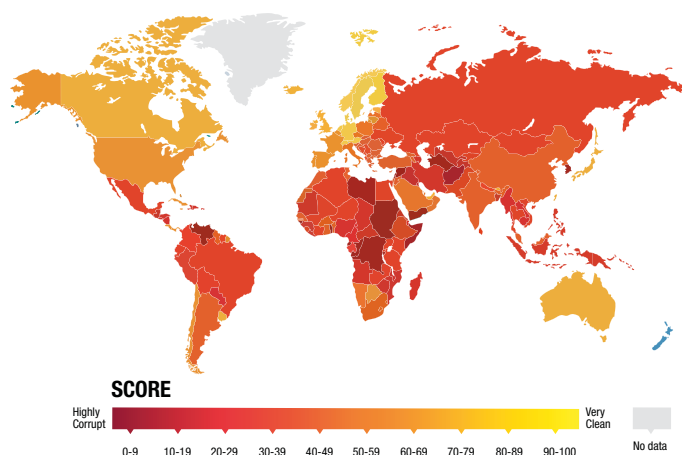 SCORE
Highly
Corrupt
Very
Clean
0-9 10-19 20-29 30-39 40-49 50-59 60-69 70-79 80-89 90-100
No data